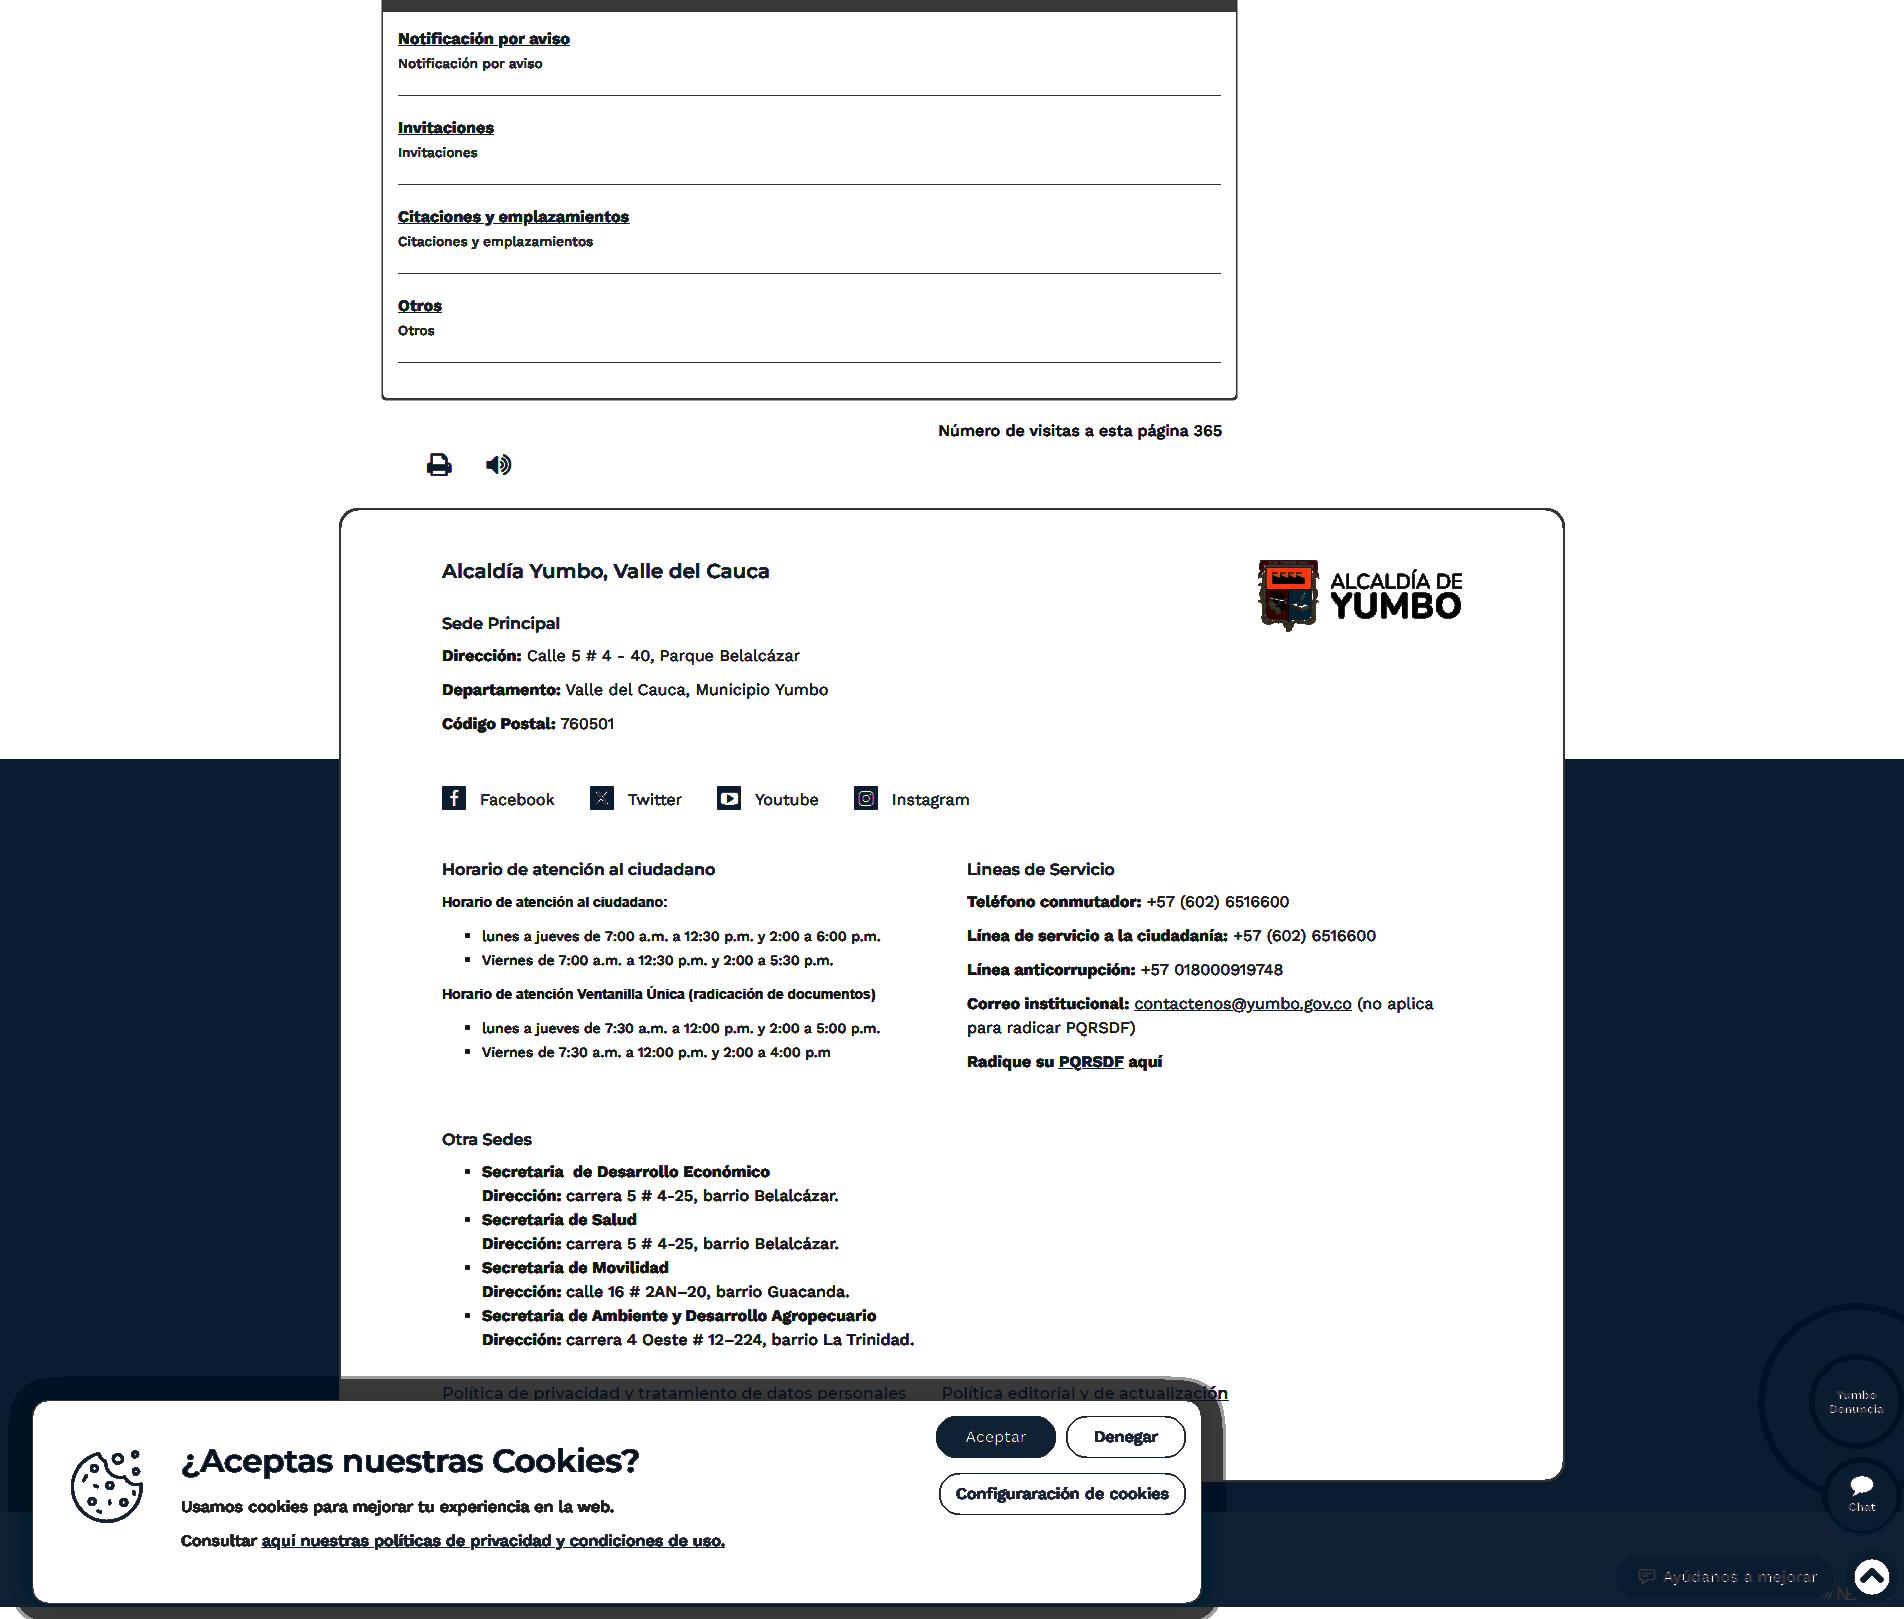 Notificación por aviso
Notificación por aviso
Invitaciones
Invitaciones
Citaciones y emplazamientos
Citaciones y emplazamientos
Otros
Otros
Número de visitas a esta página 365
Alcaldía Yumbo, Valle del Cauca
ALCALDÍA DE
YUMBO
Sede Principal
Dirección: Calle 5 # 4 - 40, Parque Belalcázar
Departamento: Valle del Cauca, Municipio Yumbo
Código Postal: 760501
Facebook Twitter Youtube Instagram
Horario de atención al ciudadano
Horario de atención al ciudadano:
▪ lunes a jueves de 7:00 a.m. a 12:30 p.m. y 2:00 a 6:00 p.m.
▪ Viernes de 7:00 a.m. a 12:30 p.m. y 2:00 a 5:30 p.m.
Horario de atención Ventanilla Única (radicación de documentos)
▪ lunes a jueves de 7:30 a.m. a 12:00 p.m. y 2:00 a 5:00 p.m.
▪ Viernes de 7:30 a.m. a 12:00 p.m. y 2:00 a 4:00 p.m
Lineas de Servicio
Teléfono conmutador: +57 (602) 6516600
Línea de servicio a la ciudadanía: +57 (602) 6516600
Línea anticorrupción: +57 018000919748
Correo institucional: contactenos@yumbo.gov.co (no aplica
para radicar PQRSDF)
Radique su PQRSDF aquí
Otra Sedes
▪ Secretaria de Desarrollo Económico
Dirección: carrera 5 # 4-25, barrio Belalcázar.
▪ Secretaria de Salud
Dirección: carrera 5 # 4-25, barrio Belalcázar.
▪ Secretaria de Movilidad
Dirección: calle 16 # 2AN–20, barrio Guacanda.
▪ Secretaria de Ambiente y Desarrollo Agropecuario
Dirección: carrera 4 Oeste # 12–224, barrio La Trinidad.
Política de privacidad y tratamiento de datos personales Política editorial y de actualización
¿Aceptas nuestras Cookies?
Usamos cookies para mejorar tu experiencia en la web.
Consultar aquí nuestras políticas de privacidad y condiciones de uso.
Aceptar Denegar
Configuraración de cookies
Yumbo
Denuncia
Chat
Ayúdanos a mejorar